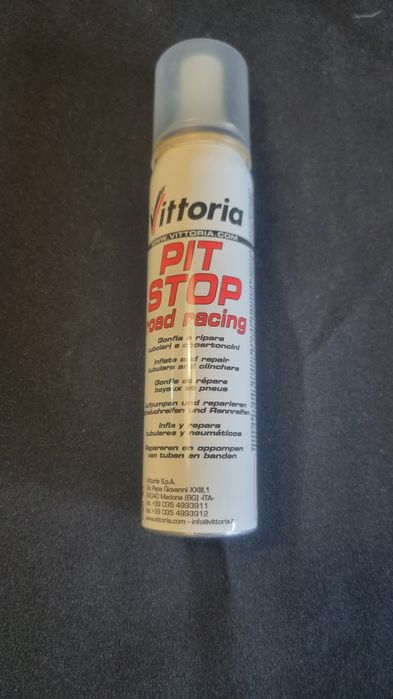 Vittoria
WWW.VITTORIA.COM
PIT
STOP
road racing
Gonfia e ripara
tubolari e copertoncini
Inflate and repair
tubulars and clinchers
Gonfle et répare
boyaux et pneus
Aufpumpen und reparieren
Schlauchreifen und Rennreifen
Infla y repara
tubulares y neumáticos
Repareren en oppompen
van tuben en banden
Vittoria S.p.A.
Via Papa Giovanni XXIII,1
24040 Madone (BG) -ITA-
tel. +39 035 4993911
fax +39 035 4993912
www.vittoria.com - info@vittoria.it